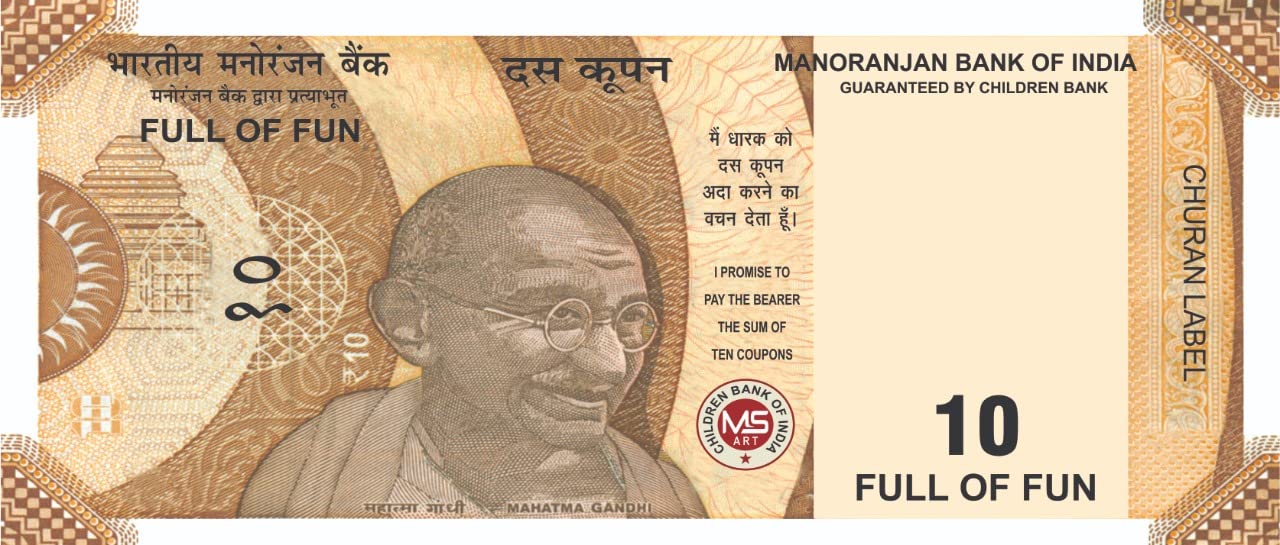 भारतीय मनोरंजन बैंक
मनोरंजन बैक द्वारा प्रत्याभूत
FULL OF FUN
दस कूपन
MANORANJAN BANK OF INDIA
GUARANTEED BY CHILDREN BANK
मैं धारक को
दस कूपन
अदा करने का
वचन देता हूँ।
I PROMISE TO
PAY THE BEARER
THE SUM OF
TEN COUPONS
१०
₹10
CHILDREN BANK OF INDIA
MS
ART
महात्मा गांधी MAHATMA GANDHI
10
FULL OF FUN
CHURAN LABEL